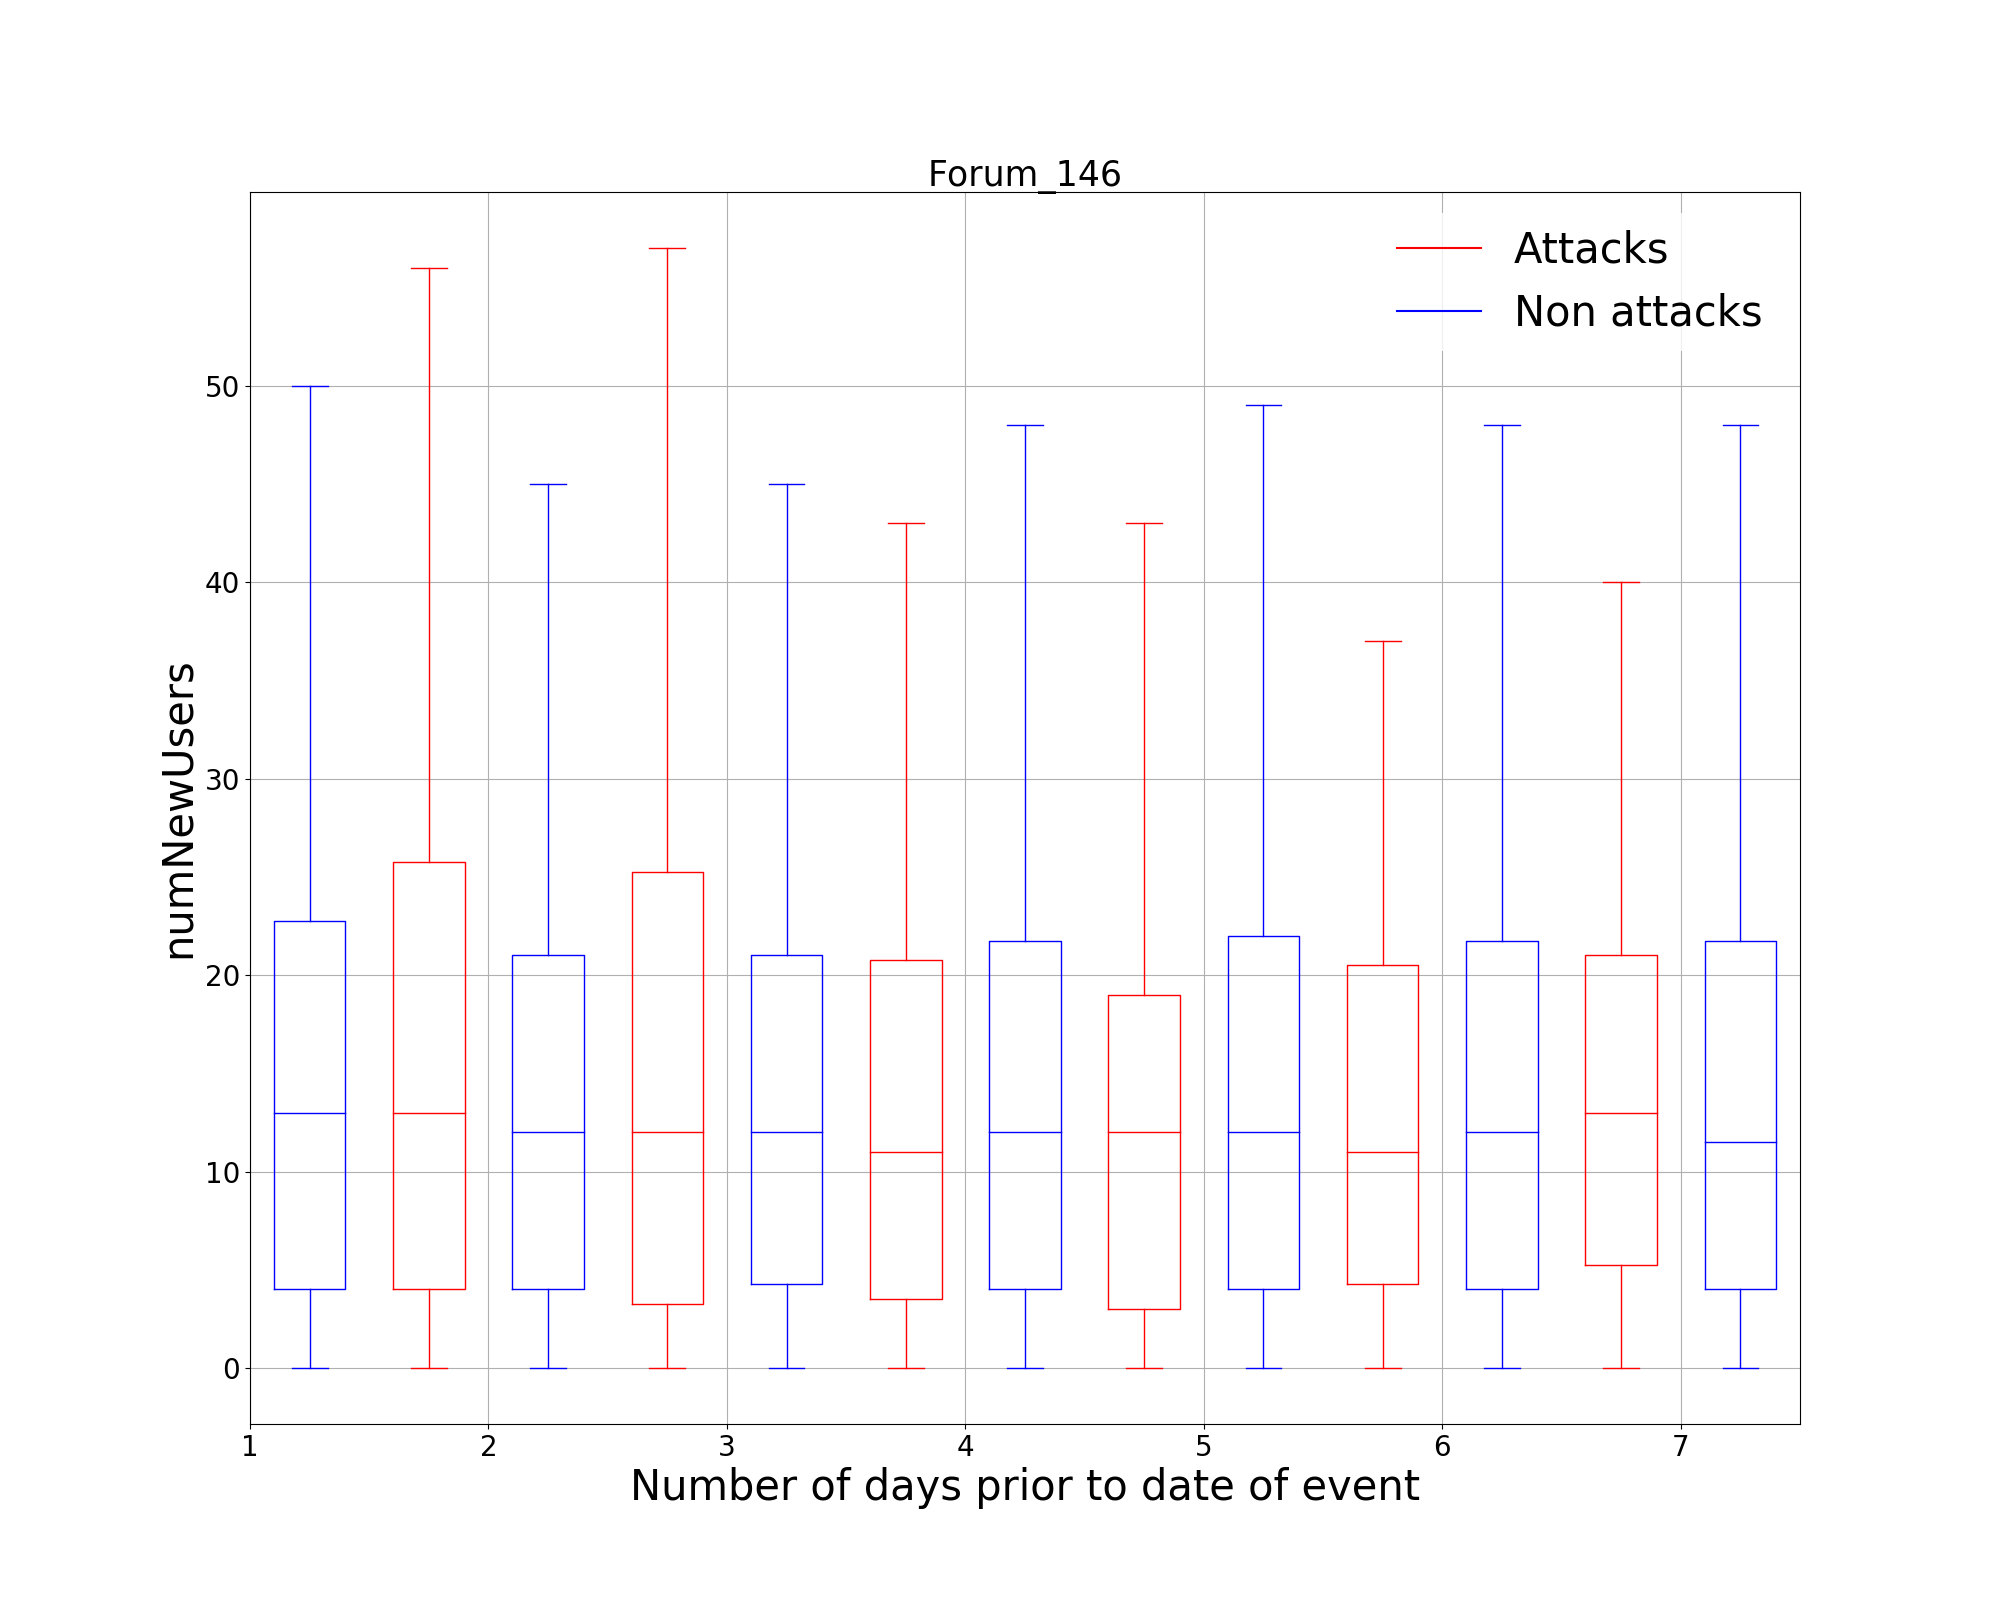 Forum_146
Attacks
Non attacks
50
40
30
20
10
0
numNewUsers
1 2 3 4 5 6 7
Number of days prior to date of event